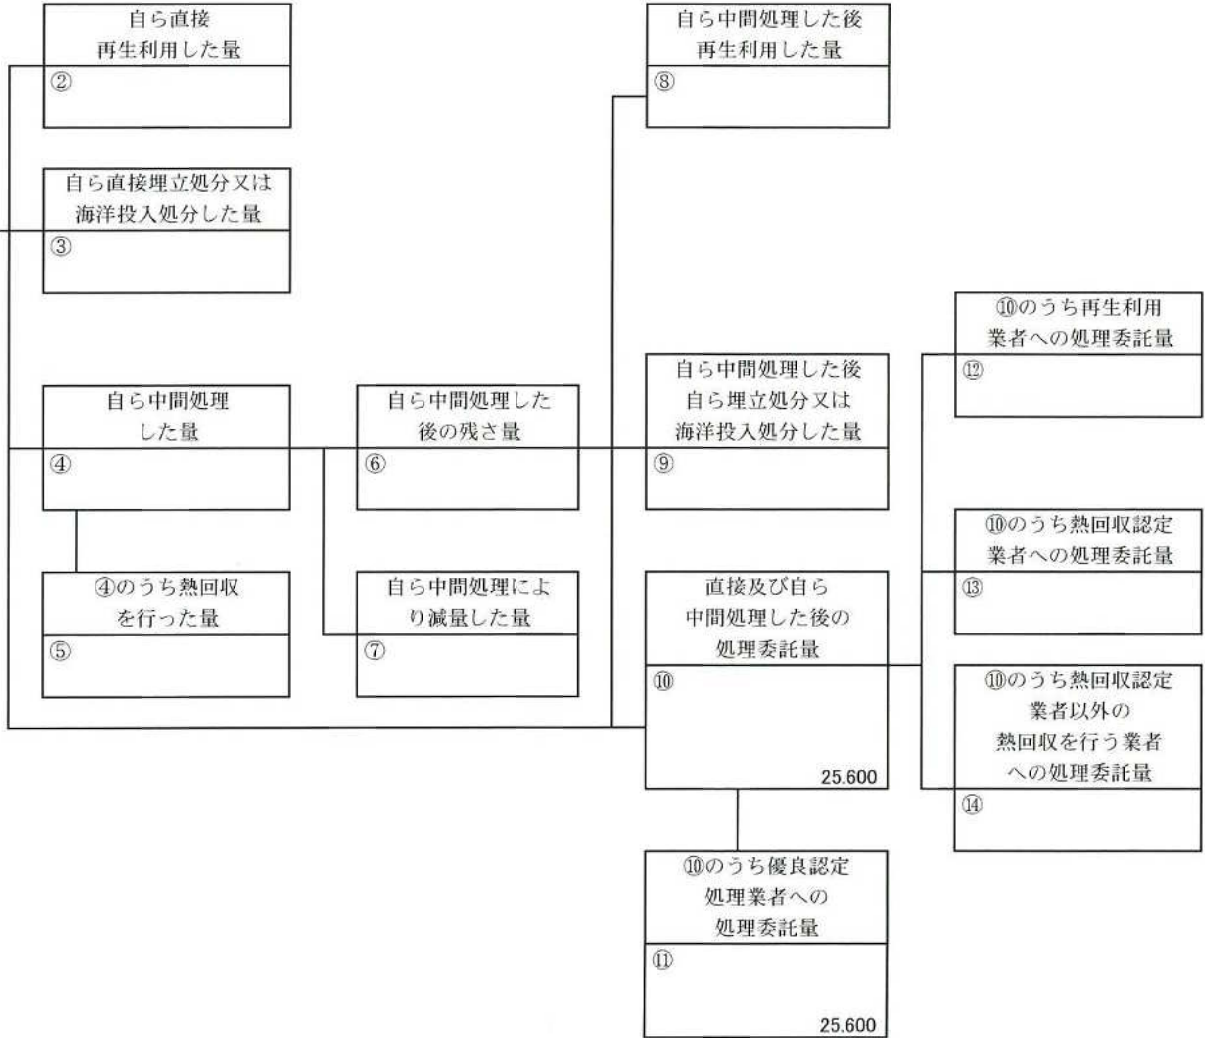 自ら直接
再生利用した量
②
自ら中間処理した後
再生利用した量
⑧
自ら直接埋立処分又は
海洋投入処分した量
③
⑩のうち再生利用
業者への処理委託量
⑫
自ら中間処理
した量
④
自ら中間処理した
後の残さ量
⑥
自ら中間処理した後
自ら埋立処分又は
海洋投入処分した量
⑨
⑩のうち熱回収認定
業者への処理委託量
⑬
④のうち熱回収
を行った量
⑤
自ら中間処理によ
り減量した量
⑦
直接及び自ら
中間処理した後の
処理委託量
⑩
25.600
⑩のうち熱回収認定
業者以外の
熱回収を行う業者
への処理委託量
⑭
⑩のうち優良認定
処理業者への
処理委託量
⑪
25.600